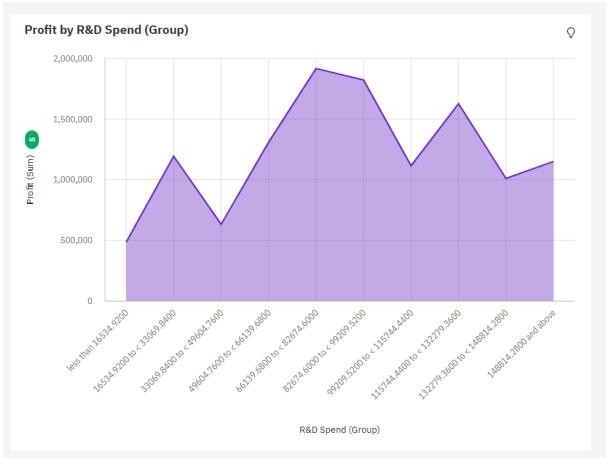 Profit by R&D Spend (Group)
2,000,000
1,500,000
1,000,000
500,000
0
Profit (Sum)
5
less than 16534.9200
16534.9200 to < 33069.8400
33069.8400 to < 49604.7600
49604.7600 to < 66139.6800
66139.6800 to < 82674.6000
82674.6000 to < 99209.5200
99209.5200 to < 115744.4400
115744.4400 to < 132279.3600
132279.3600 to < 148814.2800
148814.2800 and above
R&D Spend (Group)